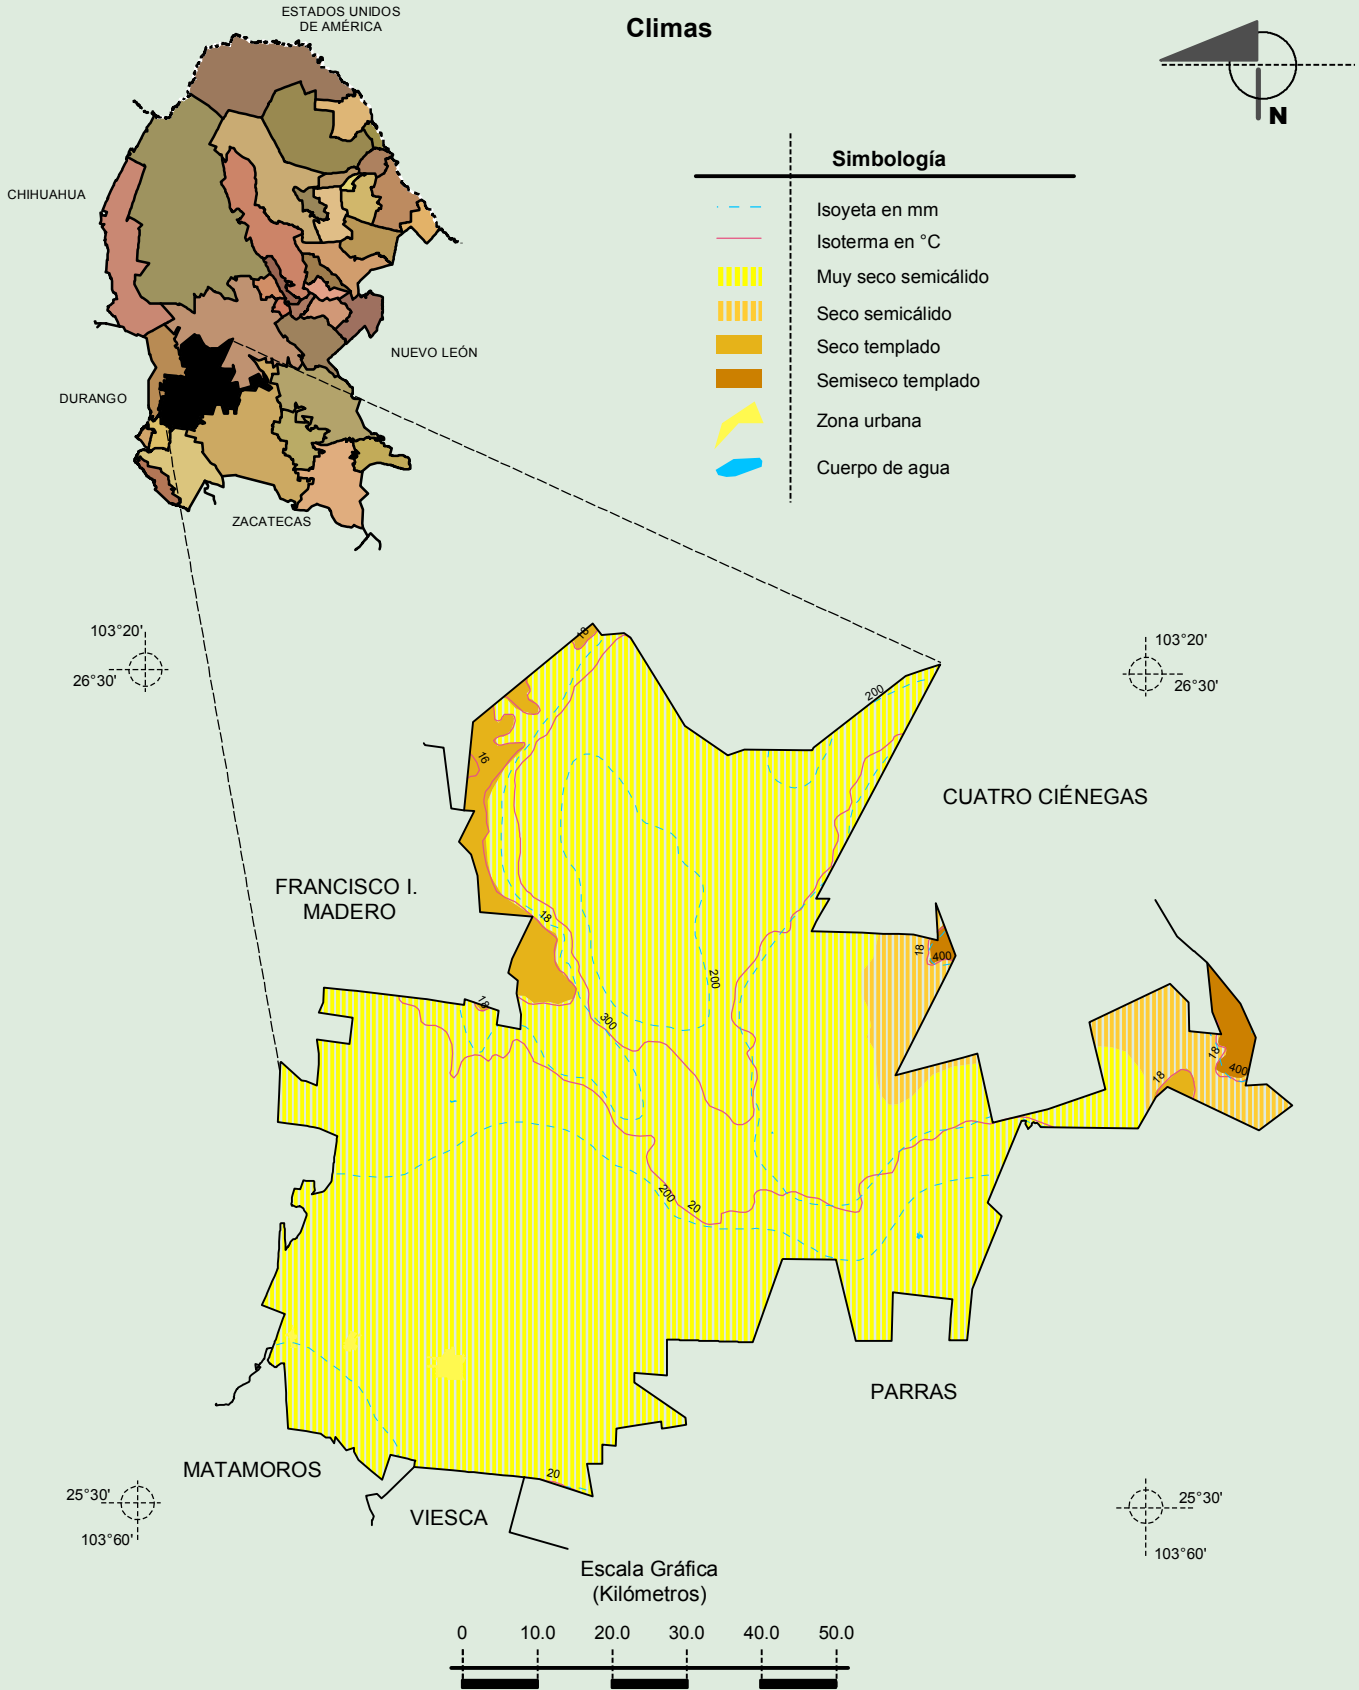 Climas
ESTADOS UNIDOS
DE AMÉRICA
CHIHUAHUA
NUEVO LEÓN
DURANGO
ZACATECAS
N
Simbología
Isoyeta en mm
Isoterma en °C
Muy seco semicálido
Seco semicálido
Seco templado
Semiseco templado
Zona urbana
Cuerpo de agua
103°20'
26°30'
103°20'
26°30'
18
200
16
CUATRO CIÉNEGAS
FRANCISCO I.
MADERO
18
18
400
200
18
300
18
400
18
200
20
PARRAS
MATAMOROS
20
VIESCA
25°30'
103°60'
25°30'
103°60'
Escala Gráfica
(Kilómetros)
0 10.0 20.0 30.0 40.0 50.0